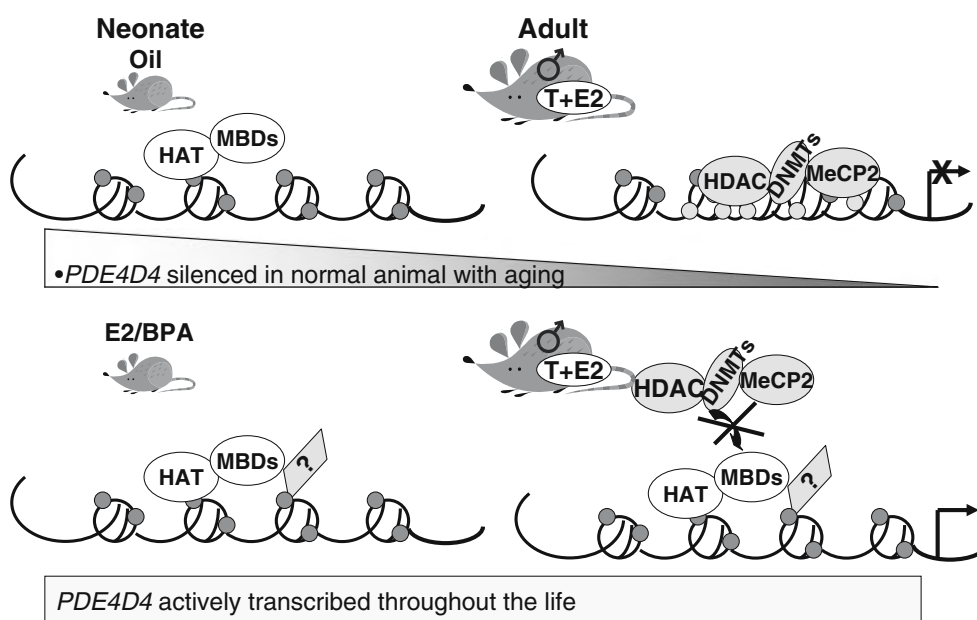 Neonate
Oil
Adult
♂
T+E2
HAT
MBDs
HDAC
DNMTs
MeCP2
X
•PDE4D4 silenced in normal animal with aging
E2/BPA
♂
T+E2
HDAC
DNMTs
MeCP2
HAT
MBDs
?
HAT
MBDs
?
PDE4D4 actively transcribed throughout the life